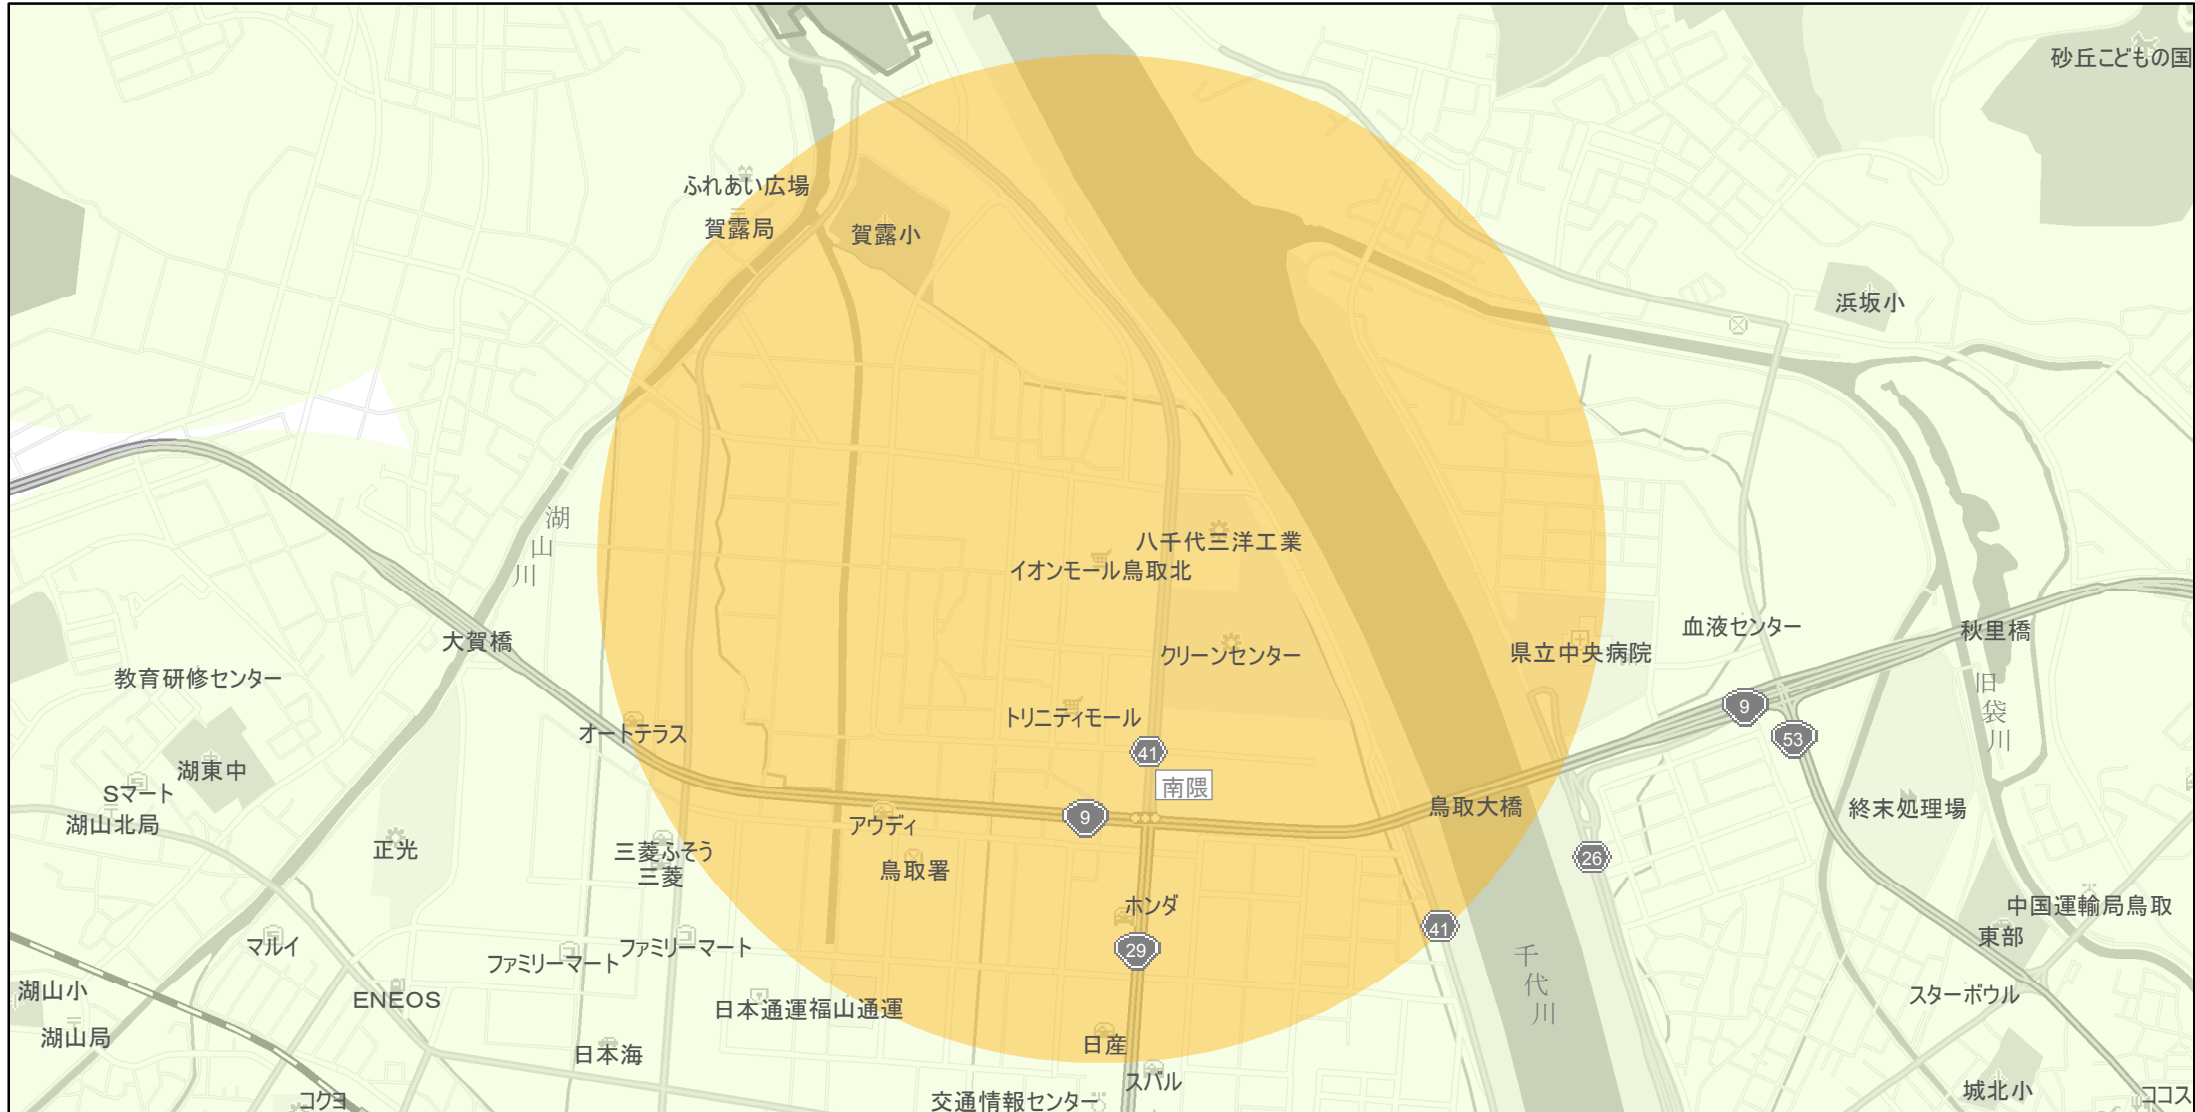 砂丘こどもの国
ふれあい広場
賀露局
賀露小
浜坂小
湖山川
八千代三洋工業
イオンモール鳥取北
大賀橋
血液センター
秋里橋
県立中央病院
クリーンセンター
教育研修センター
旧袋川
トリニティモール
9
オートテラス
53
41
湖東中
南隈
Sマート
鳥取大橋
終末処理場
湖山北局
9
アウディ
正光
三菱ふそう
26
鳥取署
三菱
ホンダ
中国運輸局鳥取
41
東部
マルイ
ファミリーマート
29
ファミリーマート
千代川
湖山小
ENEOS
スターボウル
日本通運福山通運
湖山局
日産
日本海
スバル
城北小
コクヨ
交通情報センター
ココス